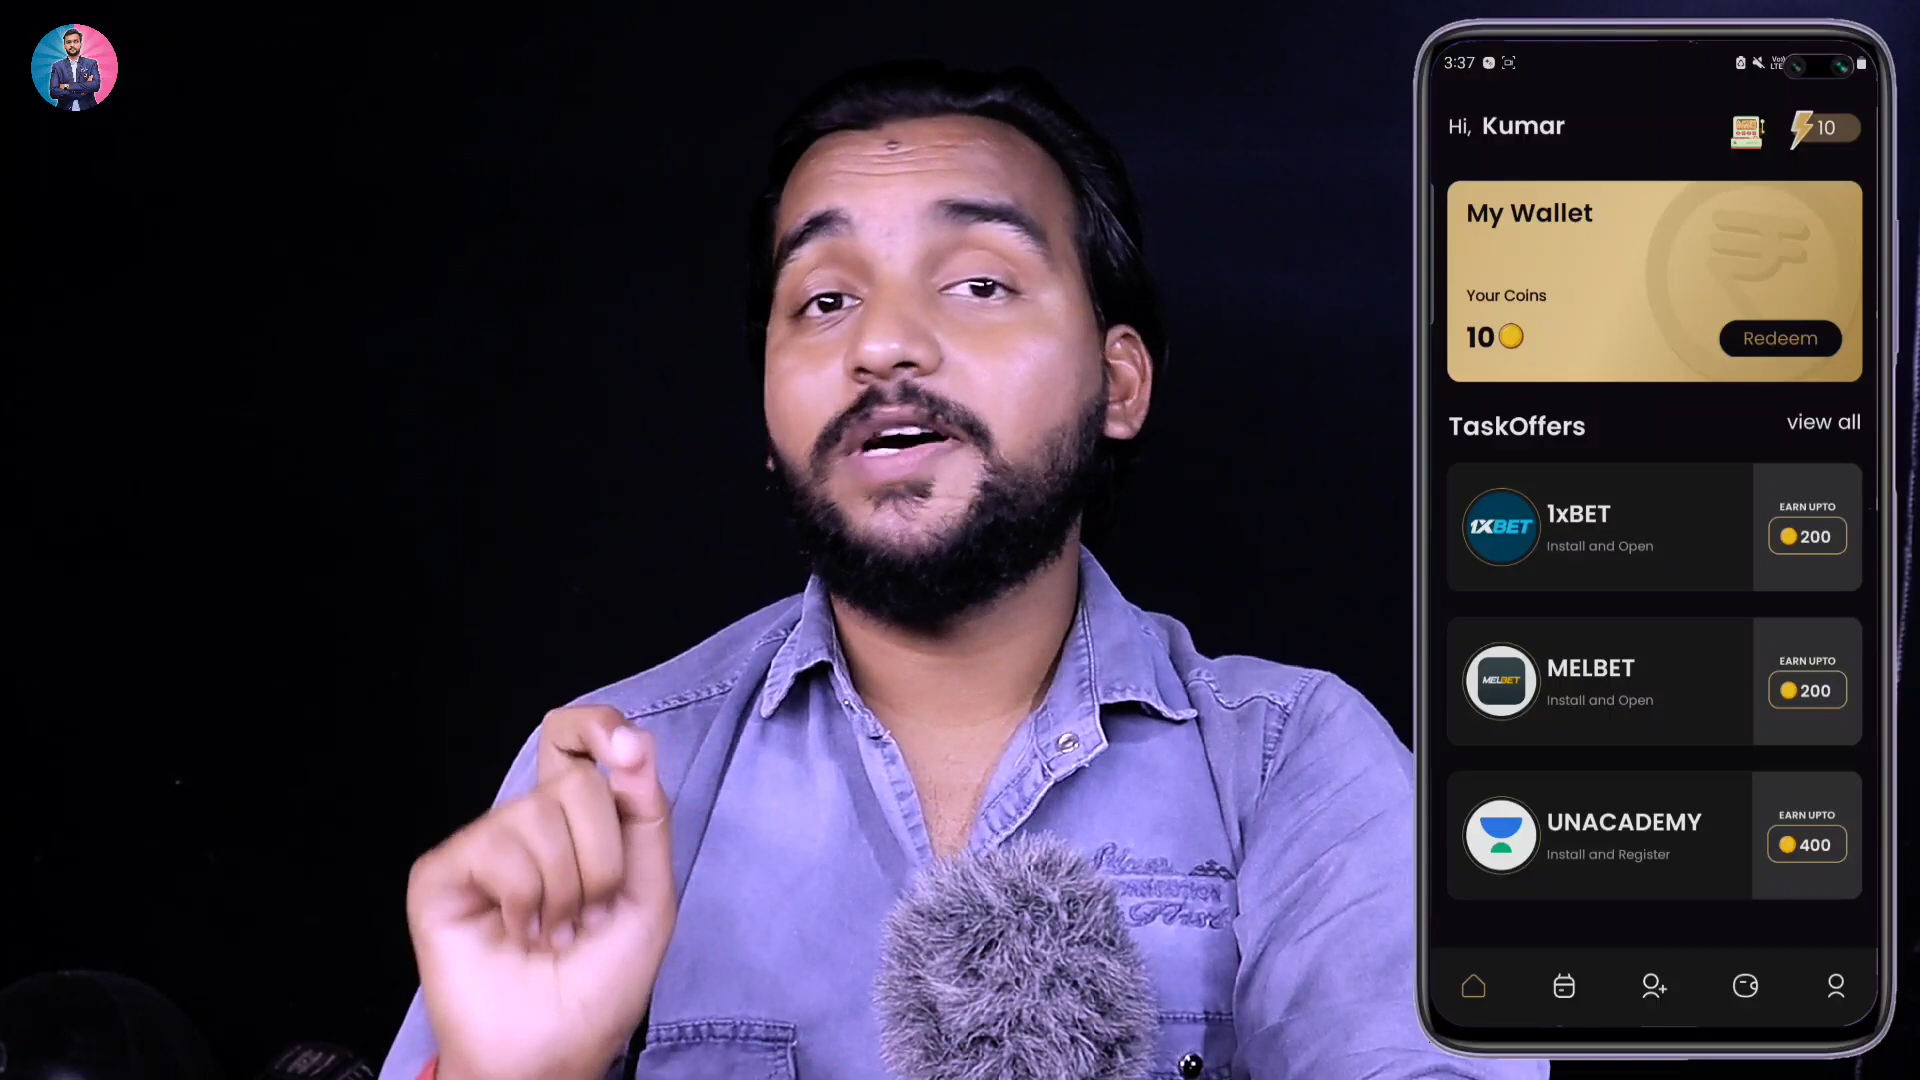 3:37
Hi, Kumar
10
My Wallet
Your Coins
10
Redeem
TaskOffers
view all
1XBET
1xBET
Install and Open
EARN UPTO
200
MELBET
MELBET
Install and Open
EARN UPTO
200
UNACADEMY
Install and Register
EARN UPTO
400